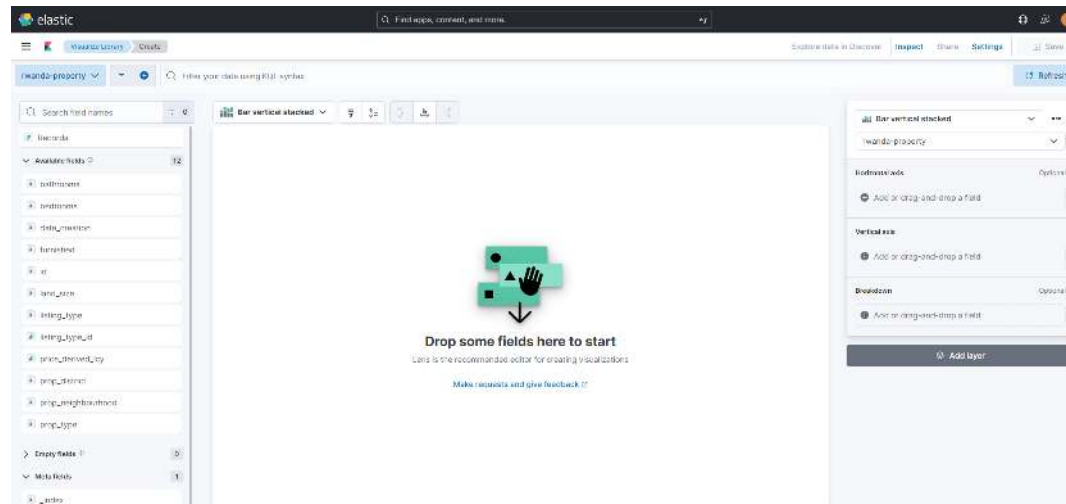 elastic
Find apps, content, and more.
Visualize Library
Create
Explore data in Discover
Inspect
Share
Settings
Save
rwanda-property
Filter your data using KQL syntax
Refresh
Search field names
0
Bar vertical stacked
Records
Available fields
12
bathrooms
bedrooms
furnished
id
land_size
listing_type
listing_type_id
price_derived_lcy
prop_district
prop_neighbourhood
prop_type
Empty fields
0
Meta fields
1
_index
Drop some fields here to start
Lens is the recommended editor for creating visualizations
Make requests and give feedback
Bar vertical stacked
rwanda-property
Horizontal axis
Optional
Add or drag-and-drop a field
Vertical axis
Add or drag-and-drop a field
Breakdown
Optional
Add or drag-and-drop a field
Add layer